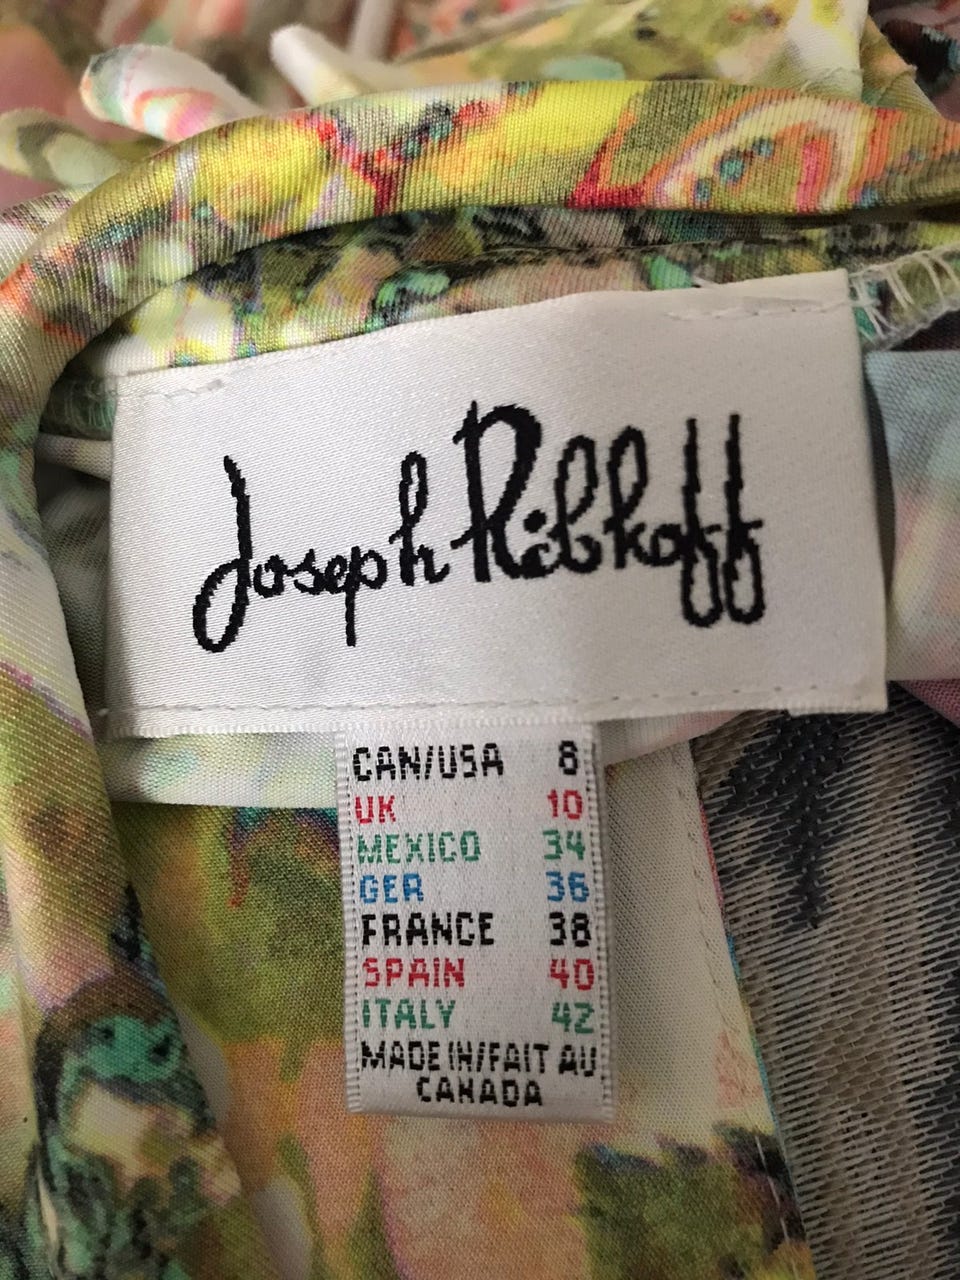 Joseph Ribkoff
CAN/USA 8
UK 10
MEXICO 34
GER 36
FRANCE 38
SPAIN 40
ITALY 42
MADE IN/FAIT AU
CANADA